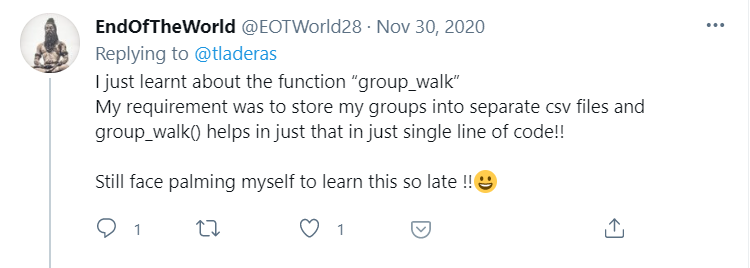 EndOfTheWorld @EOTWorld28 · Nov 30, 2020
Replying to @tladeras
I just learnt about the function “group_walk”
My requirement was to store my groups into separate csv files and
group_walk() helps in just that in just single line of code!!
Still face palming myself to learn this so late !!😀
1 1